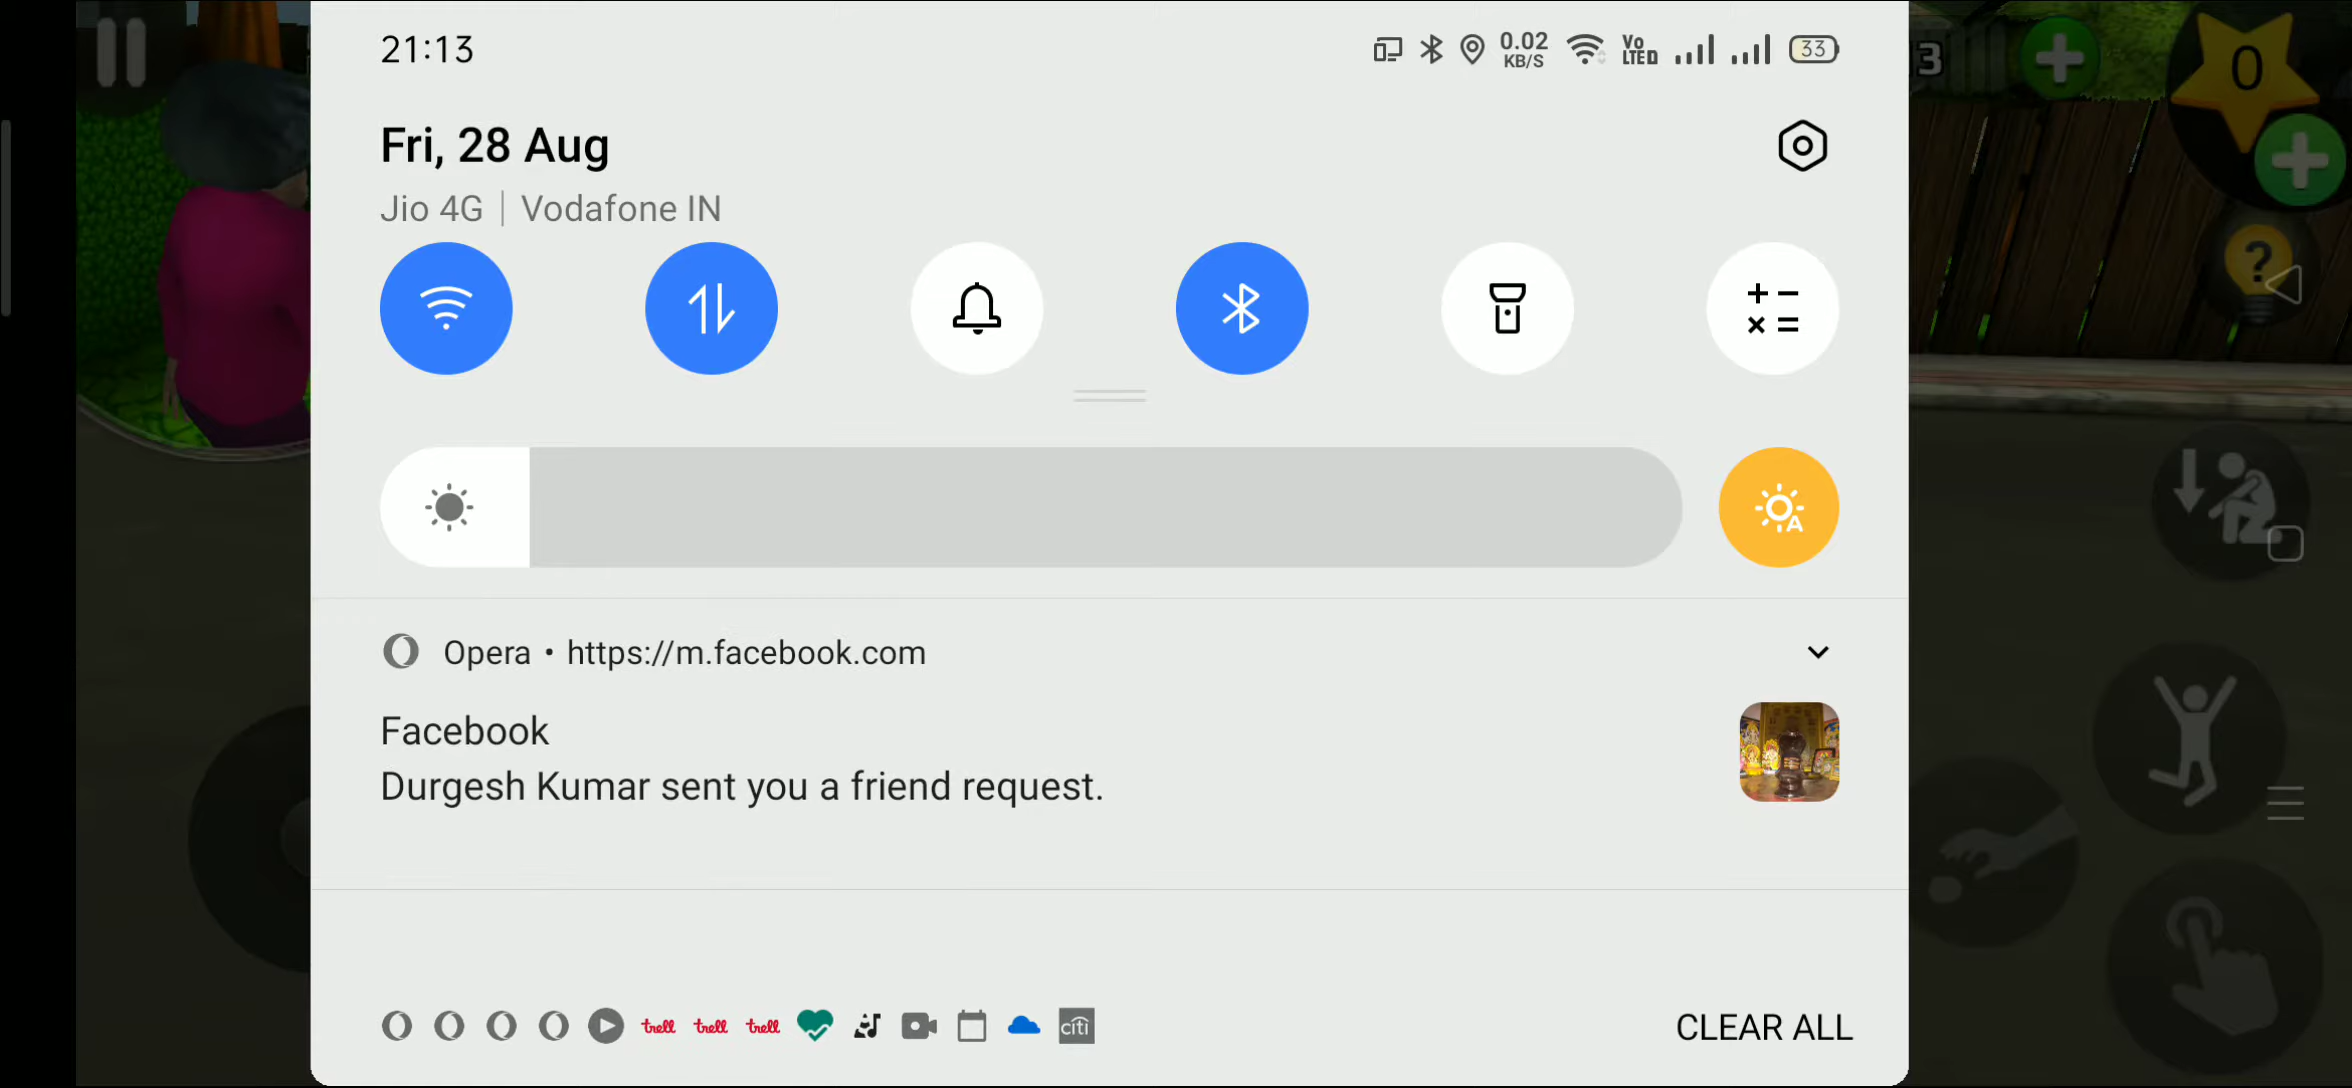 21:13
0.02
KB/S
Vo
LTED
33
Fri, 28 Aug
Jio 4G | Vodafone IN
3
0
?
A
Opera • https://m.facebook.com
Facebook
Durgesh Kumar sent you a friend request.
trell trell trell citi
CLEAR ALL